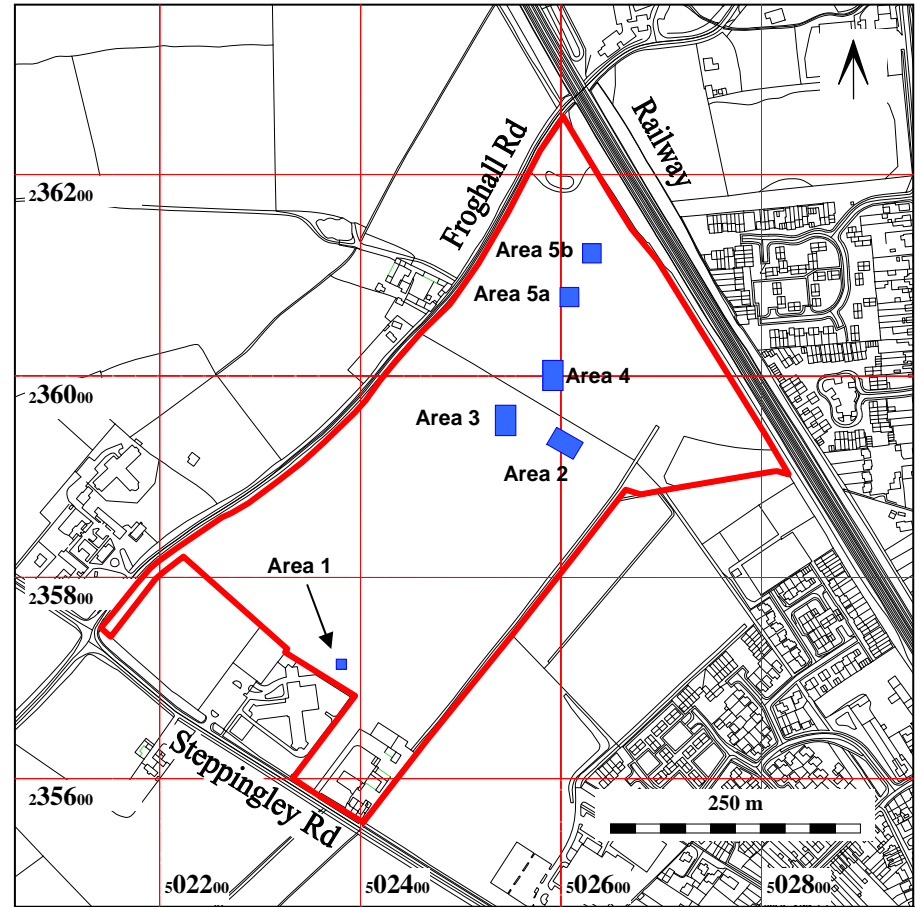 Railway
Froghall Rd
236200
Area 5b
Area 5a
236000
Area 4
Area 3
Area 2
Area 1
235800
Steppingley Rd
235600
250 m
502200
502400
502600
502800